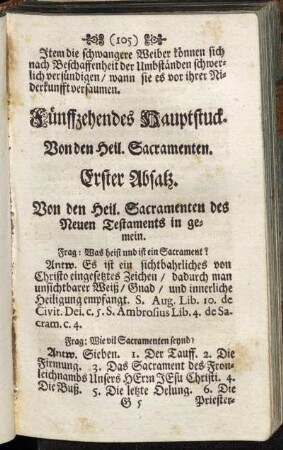 (105)
Item die schwangere Weiber können sich
nach Beschaffenheit der Umbständen schwer-
lich versündigen / wann sie es vor ihrer Ni-
derkunfft versaumen.
Fünffzehendes Hauptstuck.
Von den Heil. Sacramenten.
Erster Absatz.
Von den Heil. Sacramenten des
Neuen Testaments in ge-
mein.
Frag: Was heist und ist ein Sacrament?
Antw. Es ist ein sichtbahrliches von
Christo eingesetztes Zeichen / dadurch man
unsichtbarer Weiß / Gnad / und innerliche
Heiligung empfangt. S. Aug. Lib. 10. de
Civit. Dei. c. 5. S. Ambrosius Lib. 4. de Sa-
cram. c. 4.
Frag: Wie vil Sacramenten seynd?
Antw. Sieben. 1. Der Tauff. 2. Die
Firmung. 3. Das Sacrament des Fron-
leichnambs Unsers HErrn JEsu Christi. 4.
Die Buß. 5. Die letzte Oelung. 6. Die
G 5 Priester-